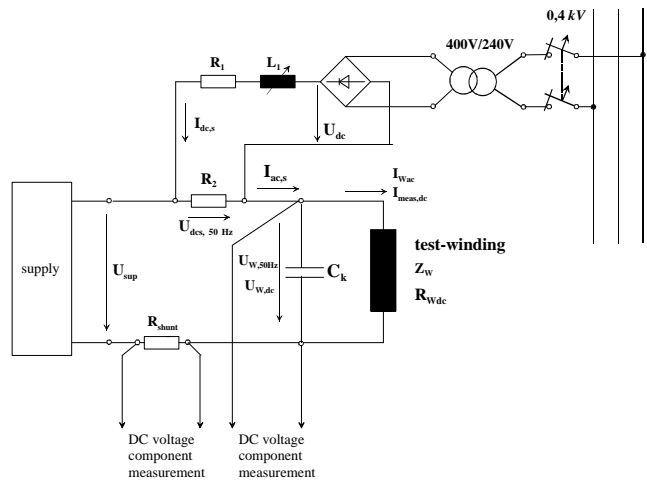 0,4 kV
400V/240V
R1
L1
Idc,s
Udc
R2
Iac,s
IWac
Imeas,dc
Udcs, 50 Hz
supply
Usup
UW,50Hz
UW,dc
Ck
test-winding
ZW
RWdc
Rshunt
DC voltage
component
measurement
DC voltage
component
measurement